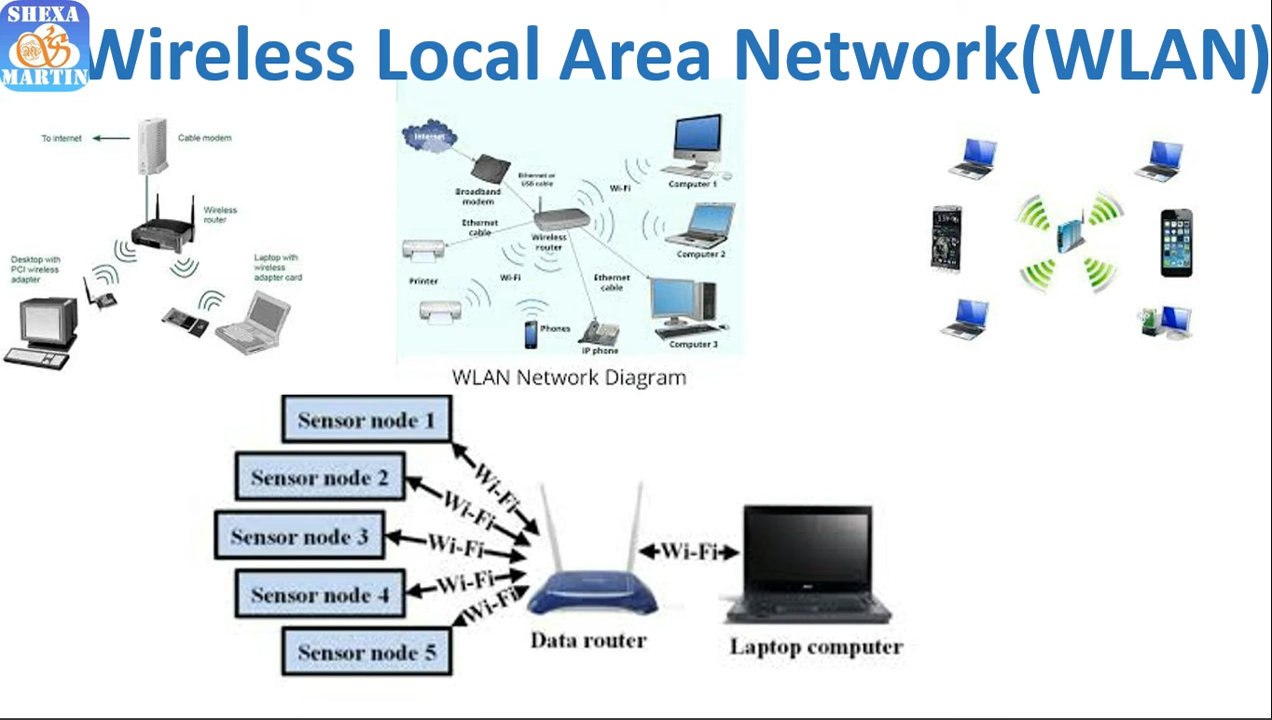 SHEXA
MARTIN
Wireless Local Area Network(WLAN)
To internet
Cable modem
Wireless
router
Desktop with
PCI wireless
adapter
Laptop with
wireless
adapter card
Internet
Broadband
modem
Ethernet or
USB cable
Wi-Fi
Computer 1
Ethernet
cable
Wireless
router
Computer 2
Printer
Wi-Fi
Ethernet
cable
Phones
IP phone
Computer 3
WLAN Network Diagram
Sensor node 1
Sensor node 2
Sensor node 3
Sensor node 4
Sensor node 5
Wi-Fi
Wi-Fi
Wi-Fi
Wi-Fi
Wi-Fi
Wi-Fi
Data router
Laptop computer